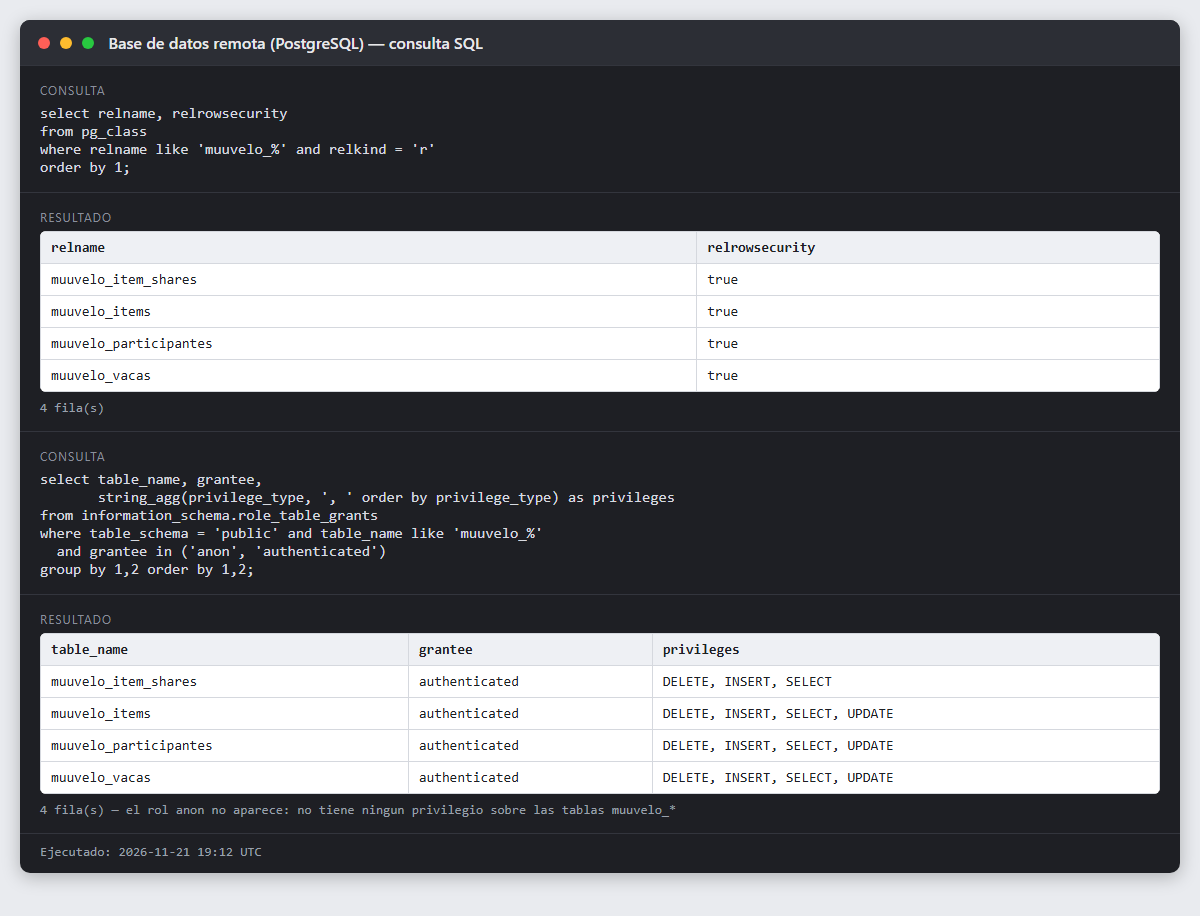 Base de datos remota (PostgreSQL) — consulta SQL
CONSULTA
select relname, relrowsecurity
from pg_class
where relname like 'muuvelo_%' and relkind = 'r'
order by 1;
RESULTADO
relname relrowsecurity
muuvelo_item_shares true
muuvelo_items true
muuvelo_participantes true
muuvelo_vacas true
4 fila(s)
CONSULTA
select table_name, grantee,
       string_agg(privilege_type, ', ' order by privilege_type) as privileges
from information_schema.role_table_grants
where table_schema = 'public' and table_name like 'muuvelo_%'
  and grantee in ('anon', 'authenticated')
group by 1,2 order by 1,2;
RESULTADO
table_name grantee privileges
muuvelo_item_shares authenticated DELETE, INSERT, SELECT
muuvelo_items authenticated DELETE, INSERT, SELECT, UPDATE
muuvelo_participantes authenticated DELETE, INSERT, SELECT, UPDATE
muuvelo_vacas authenticated DELETE, INSERT, SELECT, UPDATE
4 fila(s) — el rol anon no aparece: no tiene ningun privilegio sobre las tablas muuvelo_*
Ejecutado: 2026-11-21 19:12 UTC